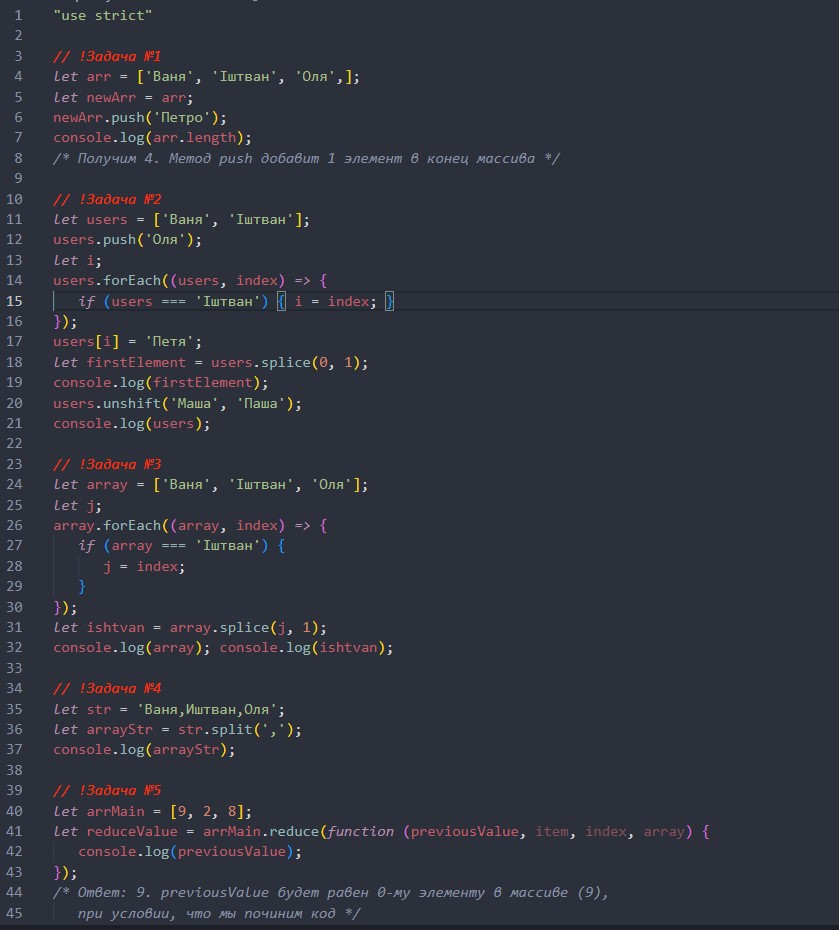 1 "use strict"
2
3 // !Задача №1
4 let arr = ['Ваня', 'Іштван', 'Оля',];
5 let newArr = arr;
6 newArr.push('Петро');
7 console.log(arr.length);
8 /* Получим 4. Метод push добавит 1 элемент в конец массива */
9
10 // !Задача №2
11 let users = ['Ваня', 'Іштван'];
12 users.push('Оля');
13 let i;
14 users.forEach((users, index) => {
15 if (users === 'Іштван') { i = index; }
16 });
17 users[i] = 'Петя';
18 let firstElement = users.splice(0, 1);
19 console.log(firstElement);
20 users.unshift('Маша', 'Паша');
21 console.log(users);
22
23 // !Задача №3
24 let array = ['Ваня', 'Іштван', 'Оля'];
25 let j;
26 array.forEach((array, index) => {
27 if (array === 'Іштван') {
28 j = index;
29 }
30 });
31 let ishtvan = array.splice(j, 1);
32 console.log(array); console.log(ishtvan);
33
34 // !Задача №4
35 let str = 'Ваня,Иштван,Оля';
36 let arrayStr = str.split(',');
37 console.log(arrayStr);
38
39 // !Задача №5
40 let arrMain = [9, 2, 8];
41 let reduceValue = arrMain.reduce(function (previousValue, item, index, array) {
42 console.log(previousValue);
43 });
44 /* Ответ: 9. previousValue будет равен 0-му элементу в массиве (9),
45 при условии, что мы починим код */